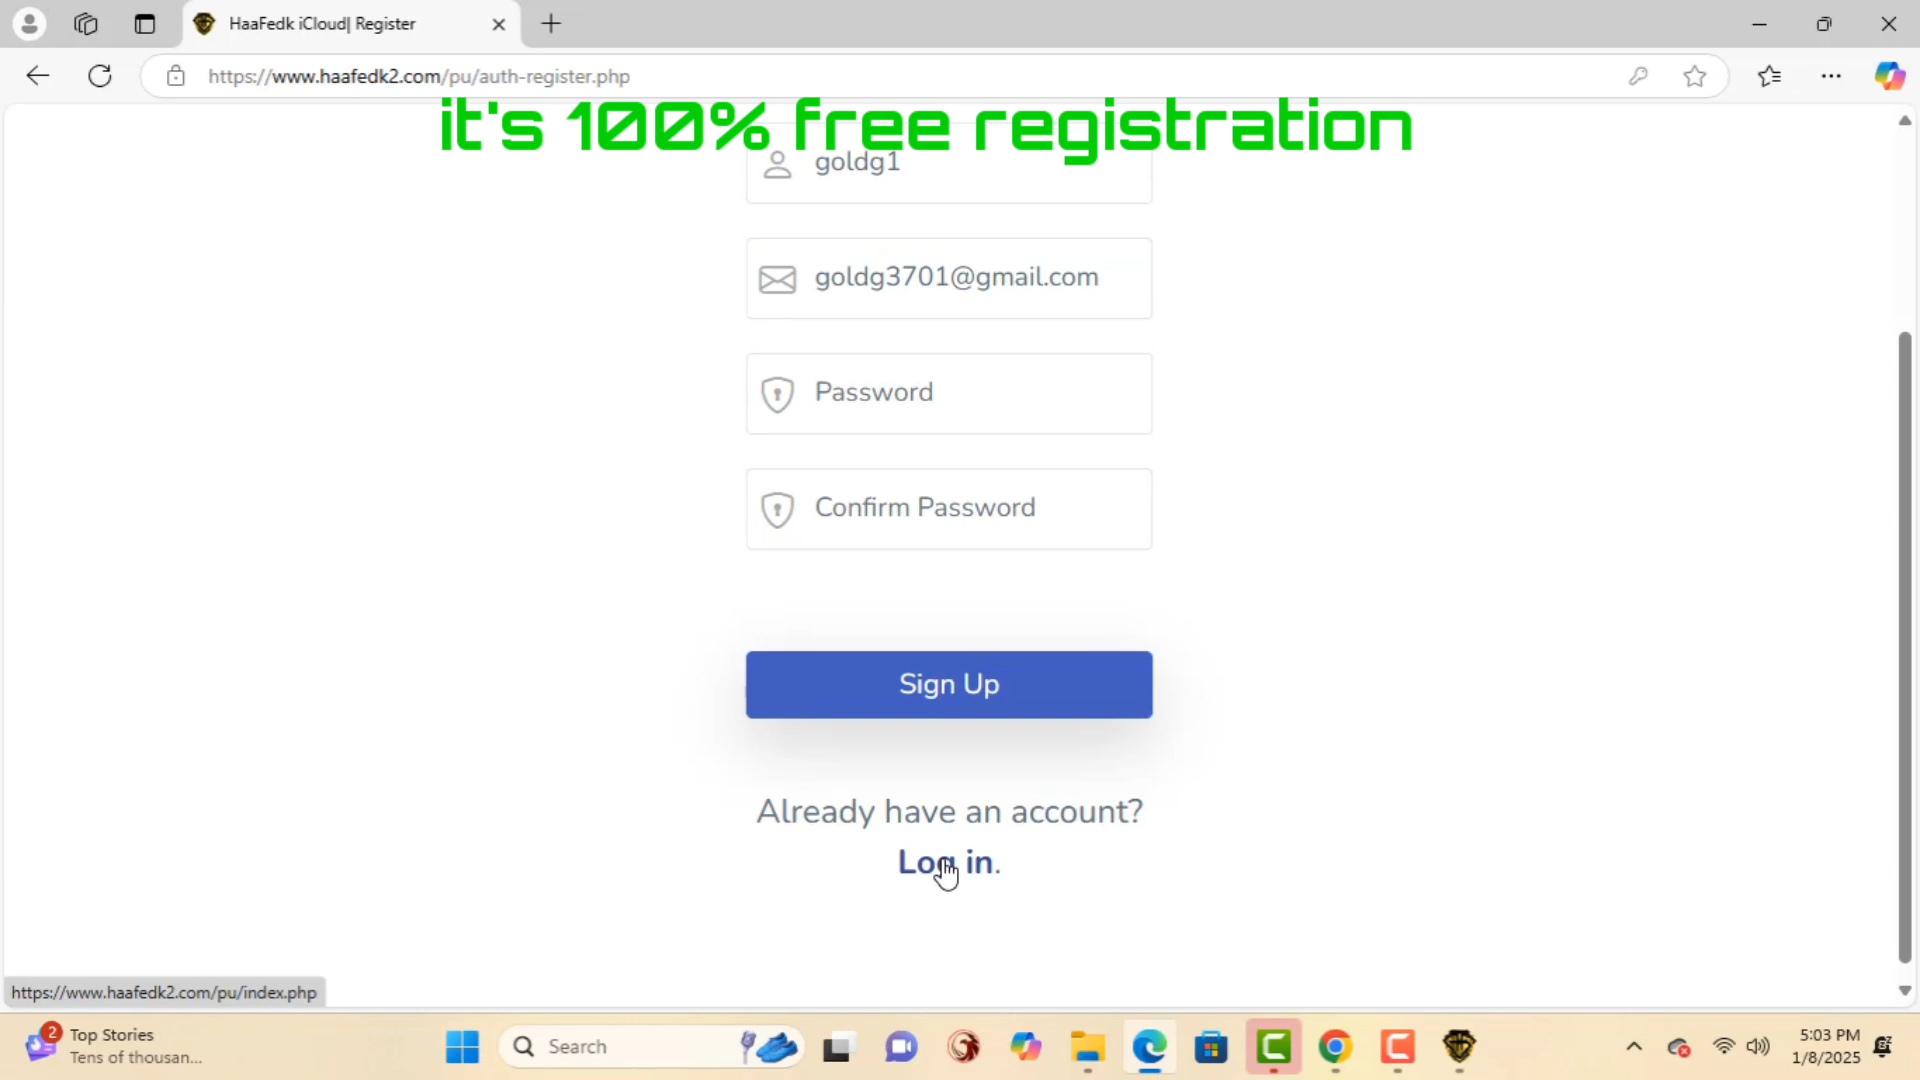 HaaFedk iCloud| Register
https://www.haafedk2.com/pu/auth-register.php
it's 100% free registration
goldg1
goldg3701@gmail.com
Password
Confirm Password
Sign Up
Already have an account?
Log in.
https://www.haafedk2.com/pu/index.php
2
Top Stories
Tens of thousan...
Search
5:03 PM
1/8/2025